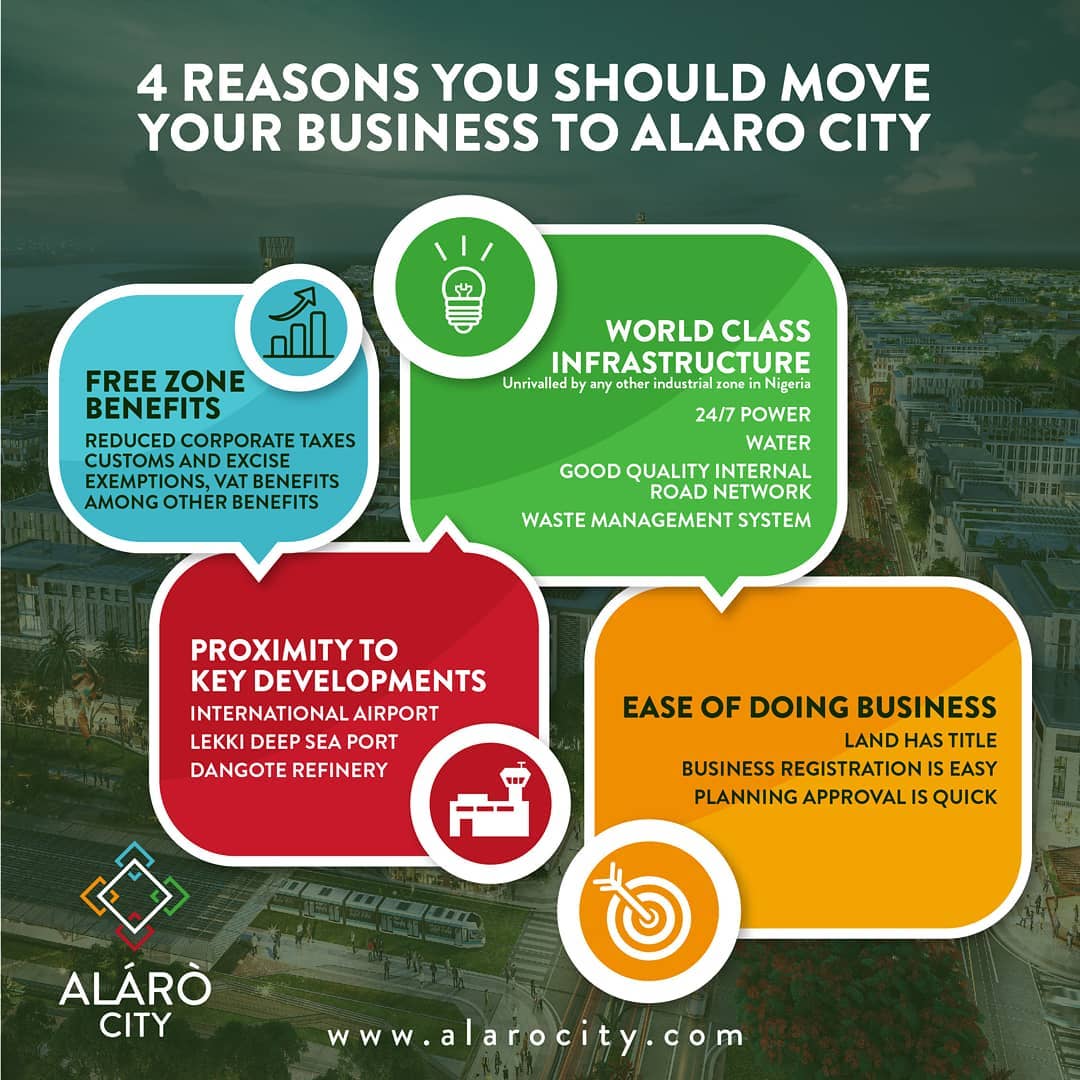 4 REASONS YOU SHOULD MOVE
YOUR BUSINESS TO ALARO CITY
FREE ZONE
BENEFITS
REDUCED CORPORATE TAXES
CUSTOMS AND EXCISE
EXEMPTIONS, VAT BENEFITS
AMONG OTHER BENEFITS
WORLD CLASS
INFRASTRUCTURE
Unrivalled by any other industrial zone in Nigeria
24/7 POWER
WATER
GOOD QUALITY INTERNAL
ROAD NETWORK
WASTE MANAGEMENT SYSTEM
PROXIMITY TO
KEY DEVELOPMENTS
INTERNATIONAL AIRPORT
LEKKI DEEP SEA PORT
DANGOTE REFINERY
EASE OF DOING BUSINESS
LAND HAS TITLE
BUSINESS REGISTRATION IS EASY
PLANNING APPROVAL IS QUICK
ALÁRÒ
CITY
www.alarocity.com